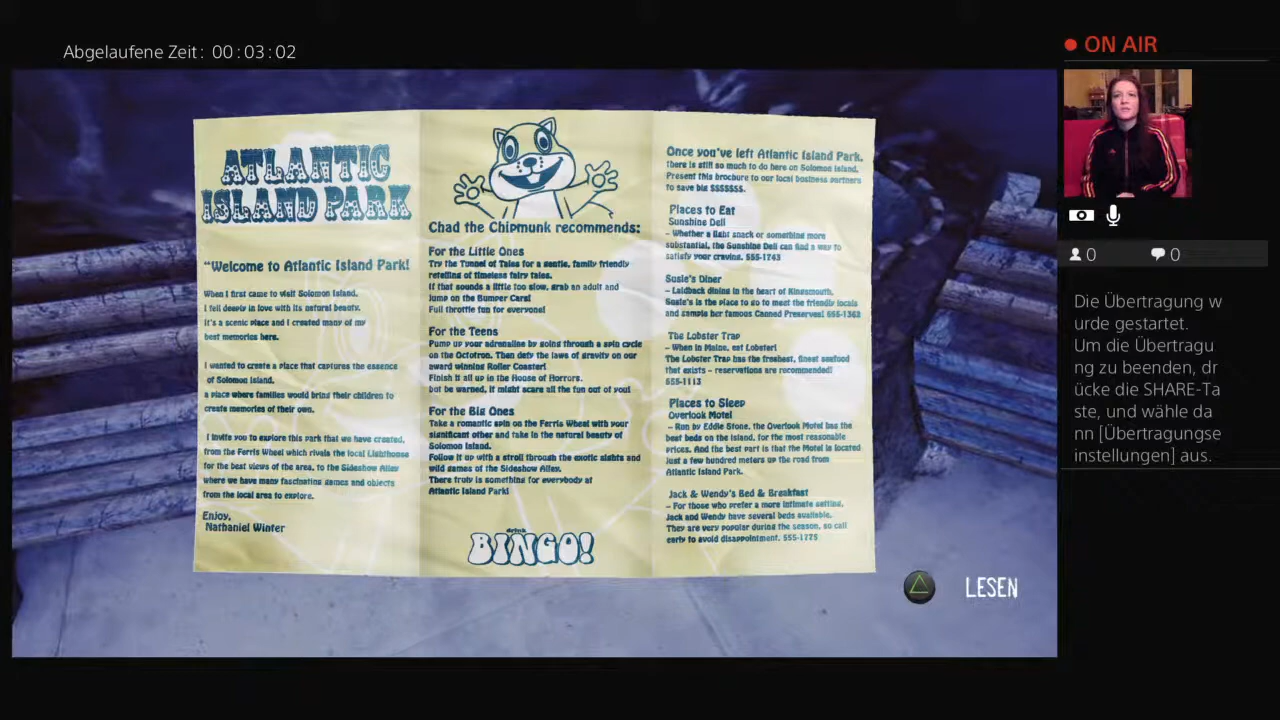 Abgelaufene Zeit: 00:03:02
ON AIR
ATLANTIC
ISLAND PARK
"Welcome to Atlantic Island Park!
When I first came to visit Solomon Island,
I fell deeply in love with its natural beauty.
It's a scenic place and I created many of my
best memories here.
I wanted to create a place that captures the essence
of Solomon Island,
a place where families would bring their children to
create memories of their own.
I invite you to explore this park that we have created,
from the Ferris Wheel which rivals the local Lighthouse
for the best views of the area, to the Sideshow Alley
where we have many fascinating games and objects
from the local area to explore.
Enjoy,
Nathaniel Winter
Chad the Chipmunk recommends:
For the Little Ones
Try the Tunnel of Tales for a gentle, family friendly
retelling of timeless fairy tales.
If that sounds a little too slow, grab an adult and
jump on the Bumper Cars!
Full throttle fun for everyone!
For the Teens
Pump up your adrenaline by going through a spin cycle
on the Octotron. Then defy the laws of gravity on our
award winning Roller Coaster!
Finish it all up in the House of Horrors,
but be warned, it might scare all the fun out of you!
For the Big Ones
Take a romantic spin on the Ferris Wheel with your
significant other and take in the natural beauty of
Solomon Island.
Follow it up with a stroll through the exotic sights and
wild games of the Sideshow Alley.
There truly is something for everybody at
Atlantic Island Park!
drink
BINGO!
Once you've left Atlantic Island Park,
there is still so much to do here on Solomon Island.
Present this brochure to our local business partners
to save big $$$$$$$.
Places to Eat
Sunshine Deli
- Whether a light snack or something more
substantial, the Sunshine Deli can find a way to
satisfy your craving. 555-1743
Susie's Diner
- Laidback dining in the heart of Kingsmouth,
Susie's is the place to go to meet the friendly locals
and sample her famous Canned Preserves! 555-1362
The Lobster Trap
- When in Maine, eat Lobster!
The Lobster Trap has the freshest, finest seafood
that exists - reservations are recommended!
555-1113
Places to Sleep
Overlook Motel
- Run by Eddie Stone, the Overlook Motel has the
best beds on the island, for the most reasonable
prices. And the best part is that the Motel is located
just a few hundred meters up the road from
Atlantic Island Park.
Jack & Wendy's Bed & Breakfast
- For those who prefer a more intimate setting,
Jack and Wendy have several beds available.
They are very popular during the season, so call
early to avoid disappointment. 555-1775
LESEN
0
0
Die Übertragung w
urde gestartet.
Um die Übertragu
ng zu beenden, dr
ücke die SHARE-Ta
ste, und wähle da
nn [Übertragungse
instellungen] aus.